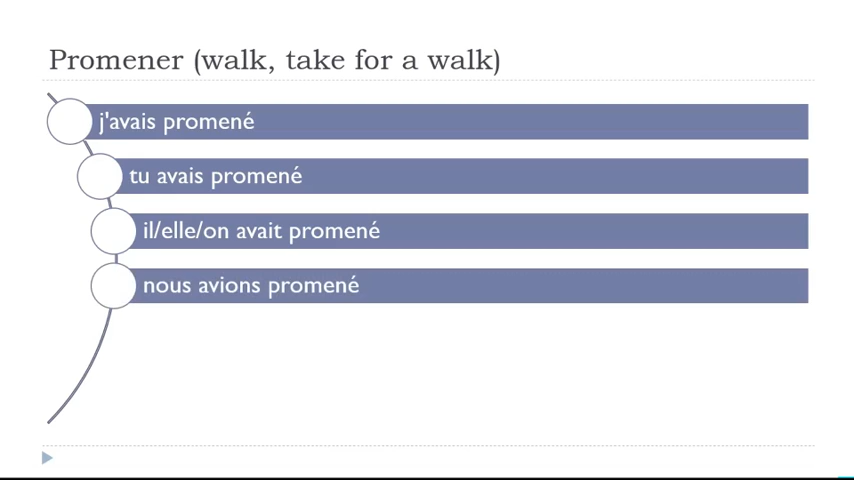 Promener (walk, take for a walk)
j'avais promené
tu avais promené
il/elle/on avait promené
nous avions promené